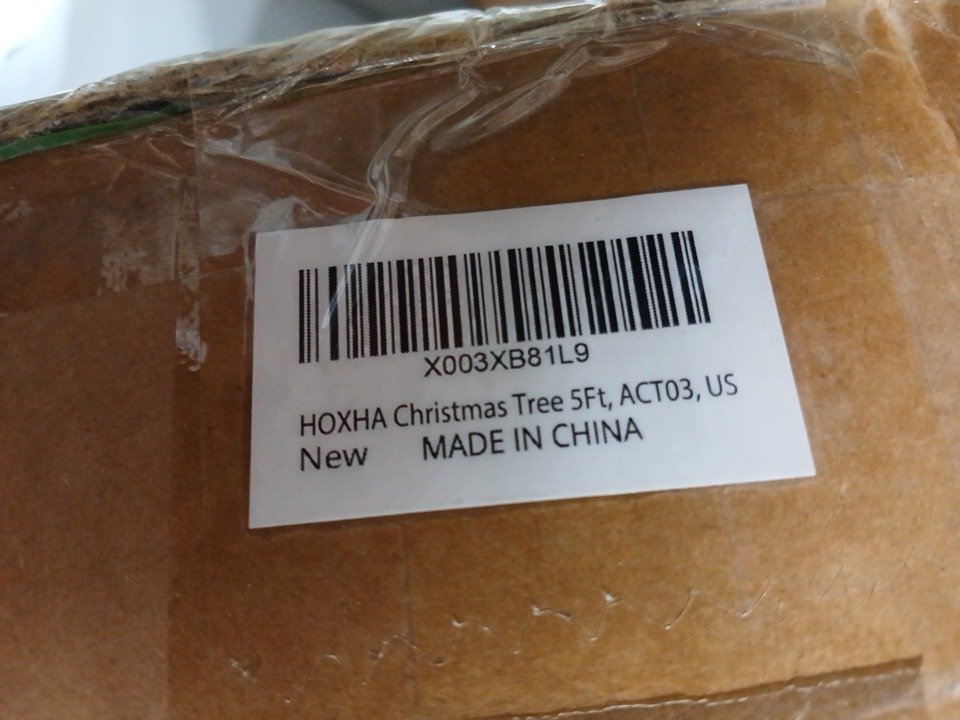 X003XB81L9
HOXHA Christmas Tree 5Ft, ACT03, US
New MADE IN CHINA